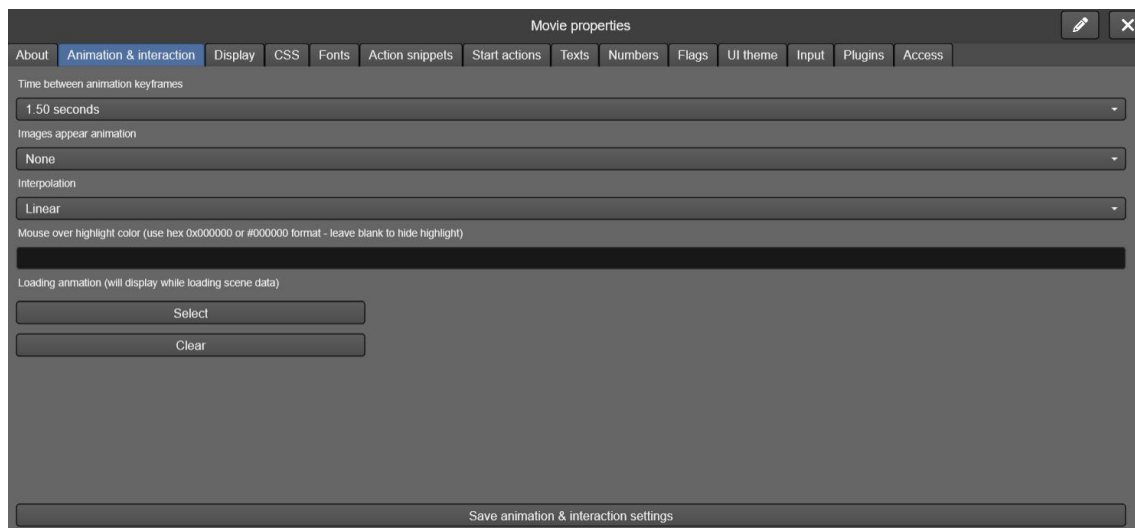 Movie properties
About Animation & interaction Display CSS Fonts Action snippets Start actions Texts Numbers Flags UI theme Input Plugins Access
Time between animation keyframes
1.50 seconds
Images appear animation
None
Interpolation
Linear
Mouse over highlight color (use hex 0x000000 or #000000 format - leave blank to hide highlight)
Loading anmation (will display while loading scene data)
Select
Clear
Save animation & interaction settings